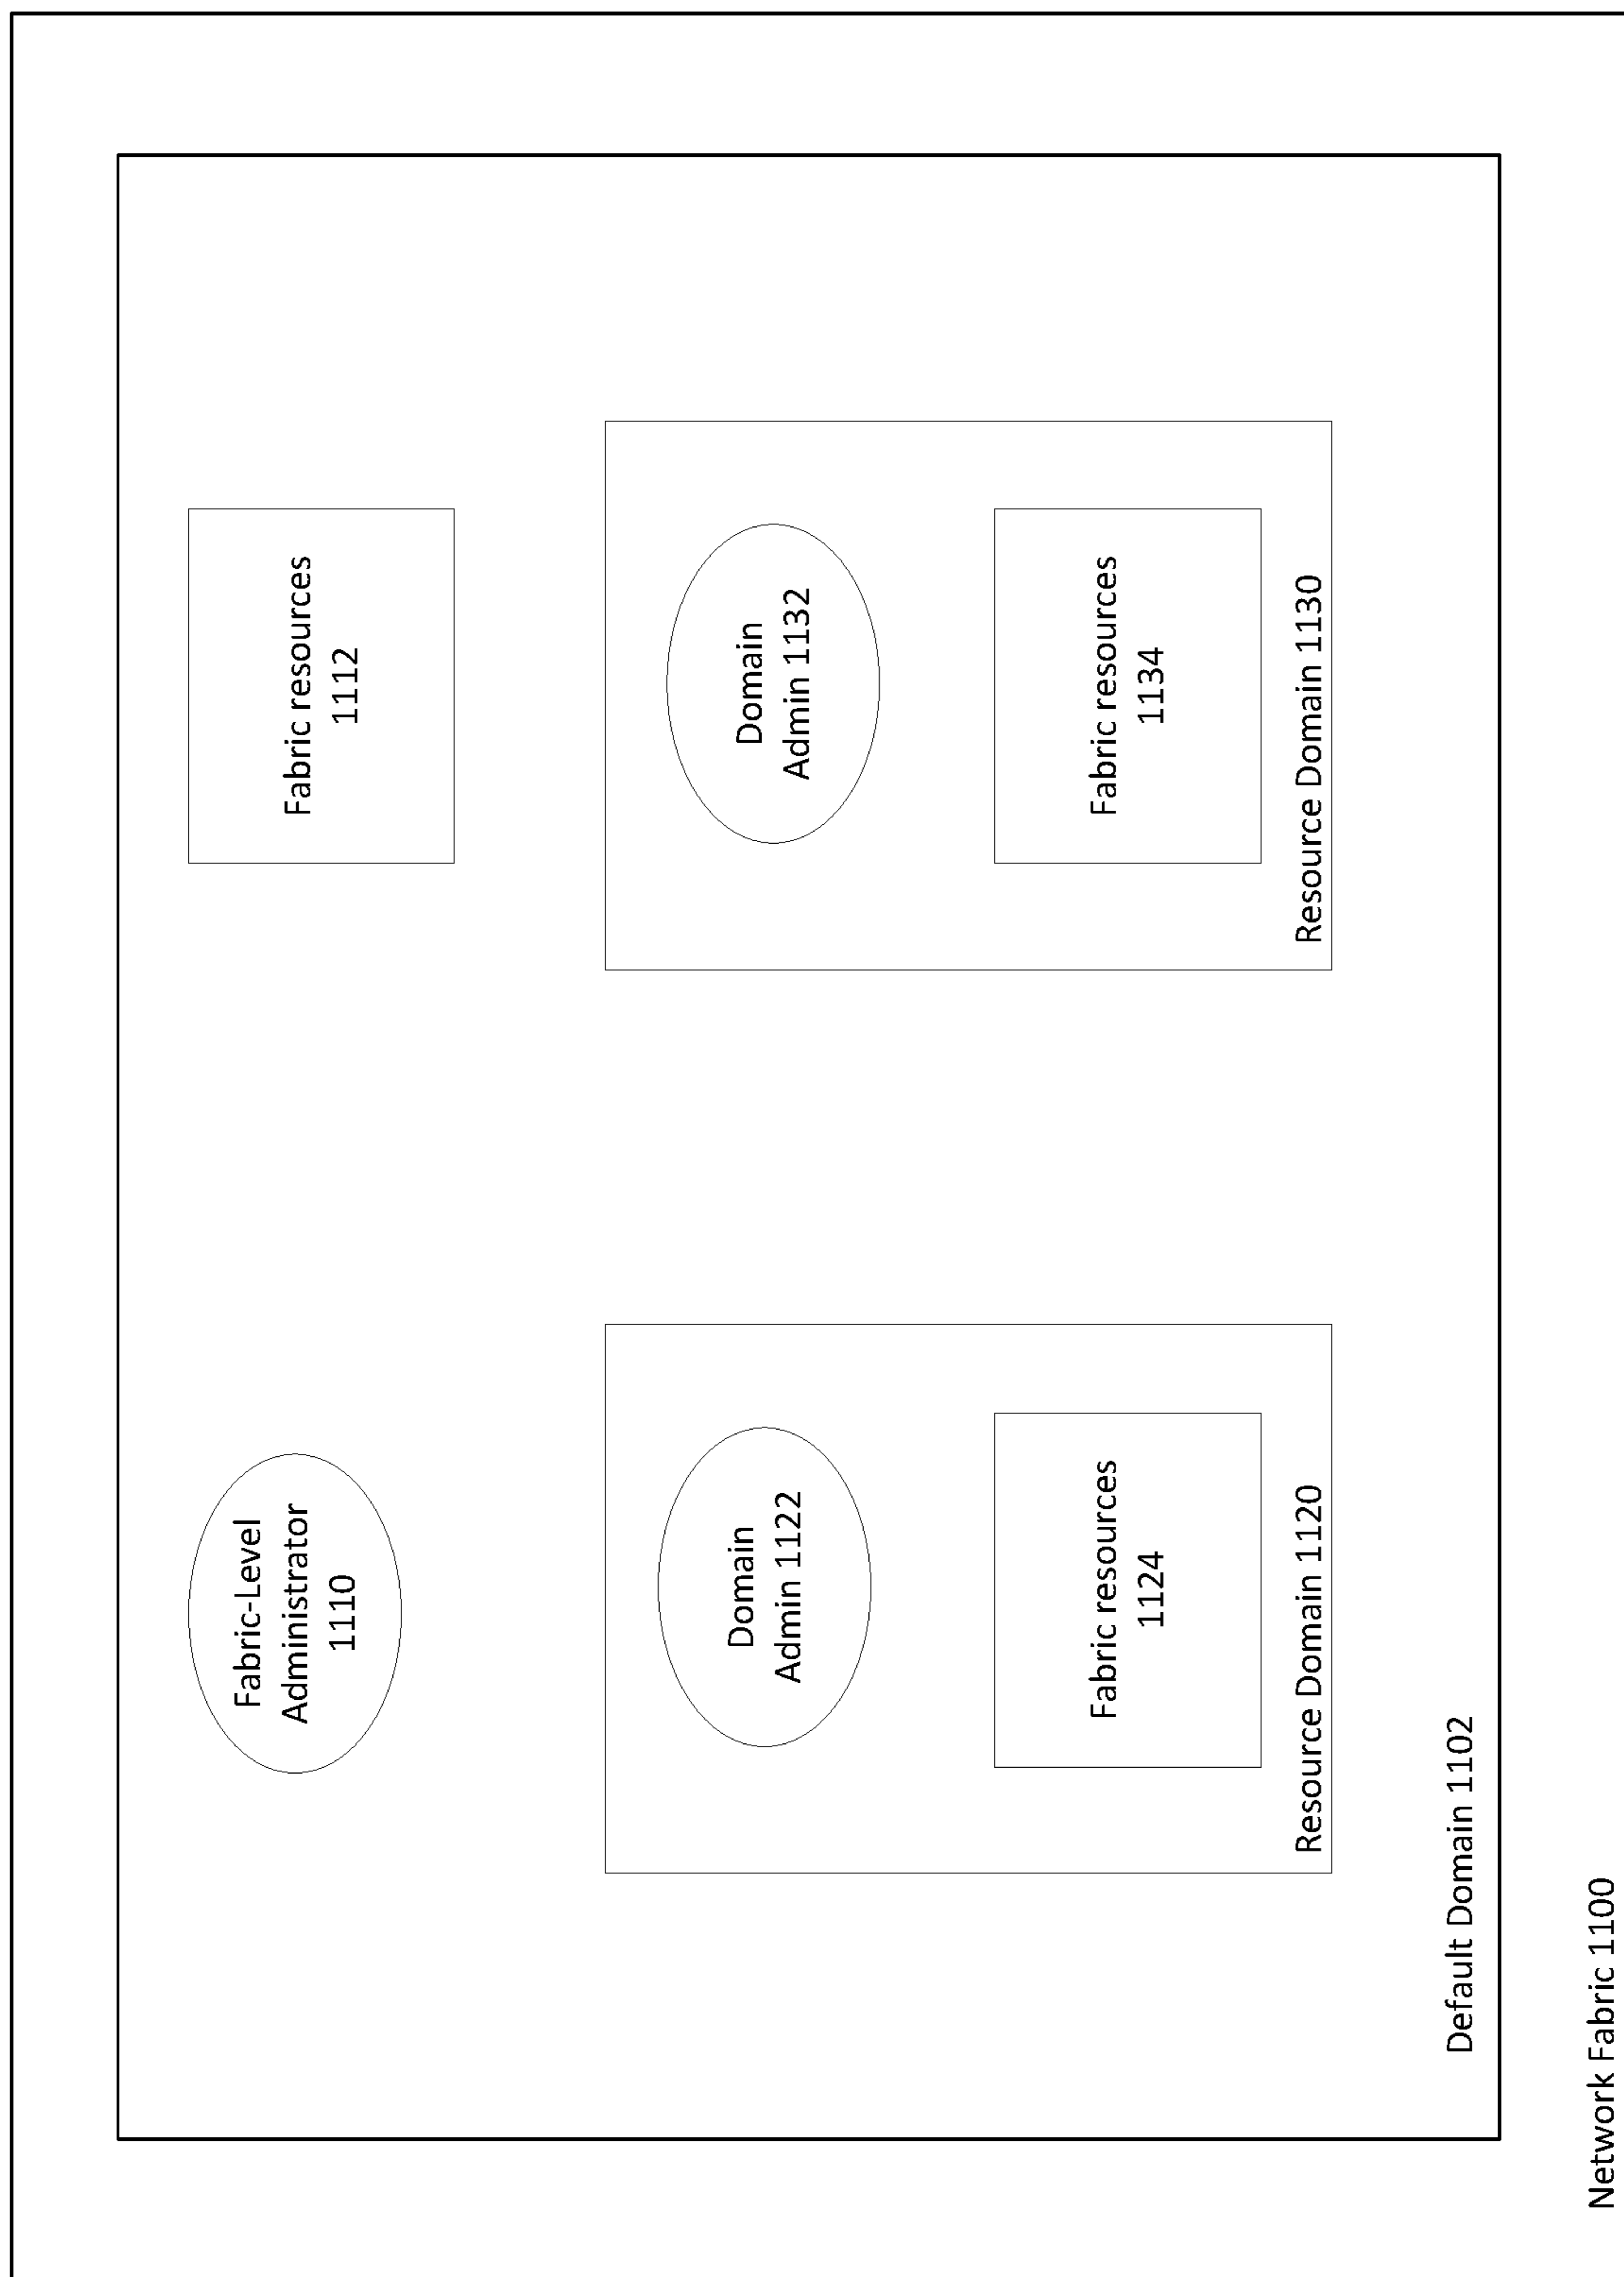 Fabric-Level
Administrator
1110
Fabric resources
1112
Domain
Admin 1122
Fabric resources
1124
Resource Domain 1120
Domain
Admin 1132
Fabric resources
1134
Resource Domain 1130
Default Domain 1102
Network Fabric 1100